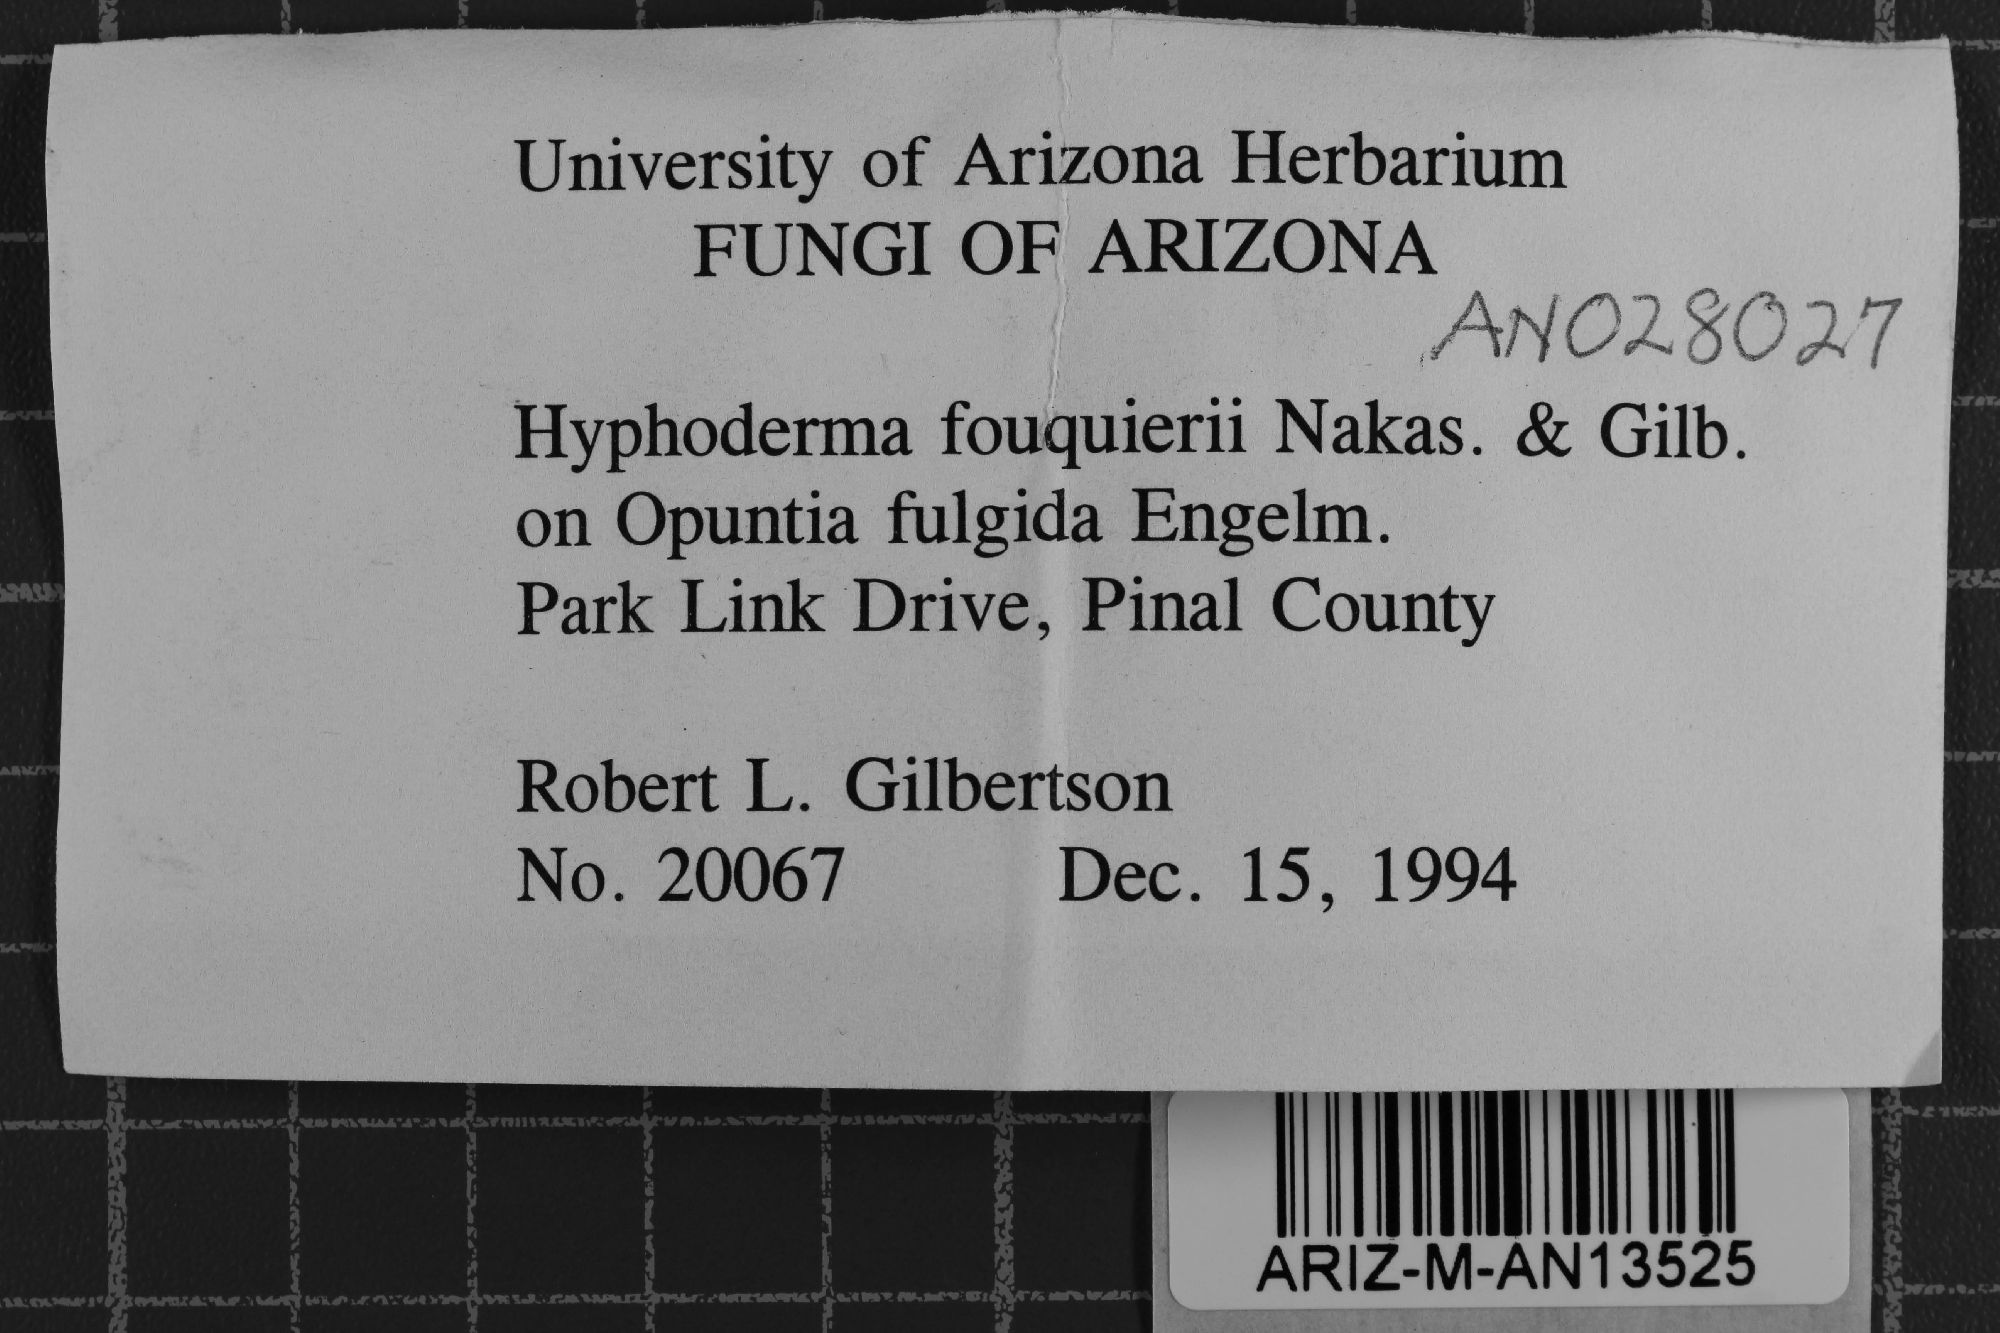 University of Arizona Herbarium
FUNGI OF ARIZONA
AN028027
Hyphoderma fouquierii Nakas. & Gilb.
on Opuntia fulgida Engelm.
Park Link Drive, Pinal County
Robert L. Gilbertson
No. 20067 Dec. 15, 1994
ARIZ-M-AN13525